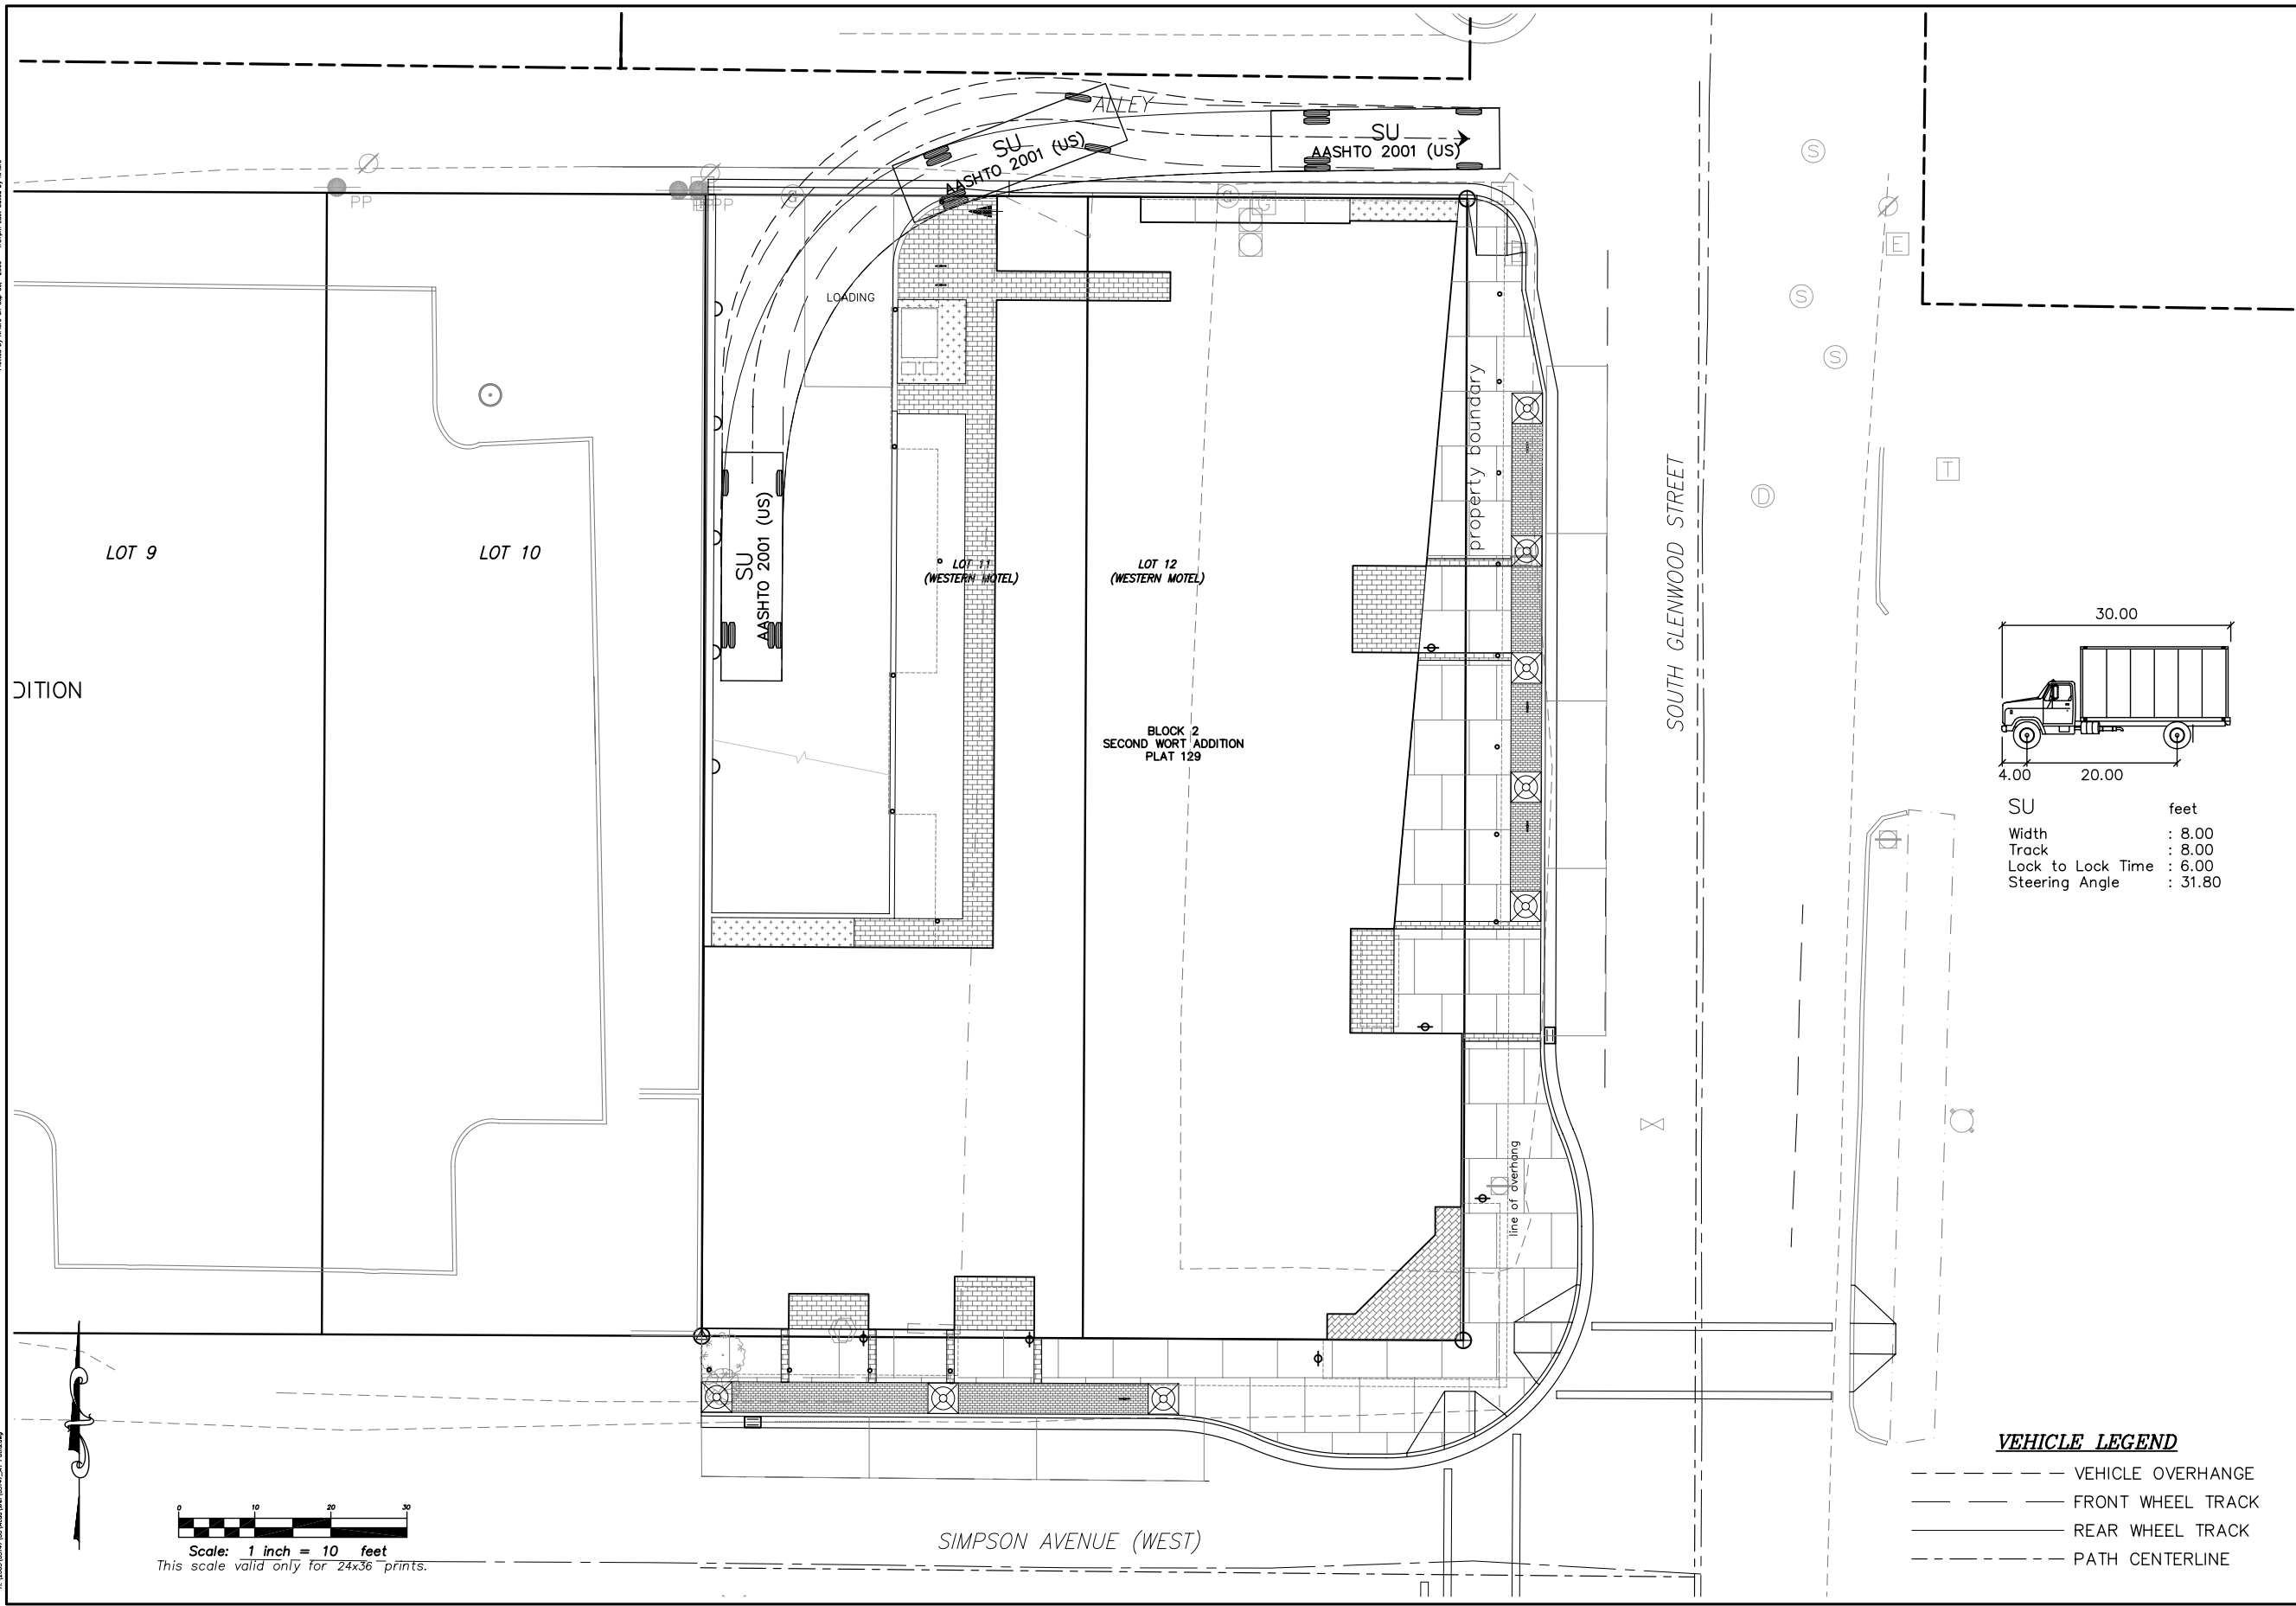 ALLEY
SU
AASHTO 2001 (US)
SU
AASHTO 2001 (US)
S
E
PP
G
G
G
T
E
S
LOADING
S
property boundary
T
D
SOUTH GLENWOOD STREET
SU
AASHTO 2001 (US)
LOT 9
LOT 10
LOT 11
(WESTERN MOTEL)
LOT 12
(WESTERN MOTEL)
DITION
BLOCK 2
SECOND WORT ADDITION
PLAT 129
30.00
4.00
20.00
SU feet
Width : 8.00
Track : 8.00
Lock to Lock Time : 6.00
Steering Angle : 31.80
line of overhang
VEHICLE LEGEND
VEHICLE OVERHANGE
FRONT WHEEL TRACK
REAR WHEEL TRACK
PATH CENTERLINE
0 10 20 30
Scale: 1 inch = 10 feet
This scale valid only for 24x36 prints.
SIMPSON AVENUE (WEST)